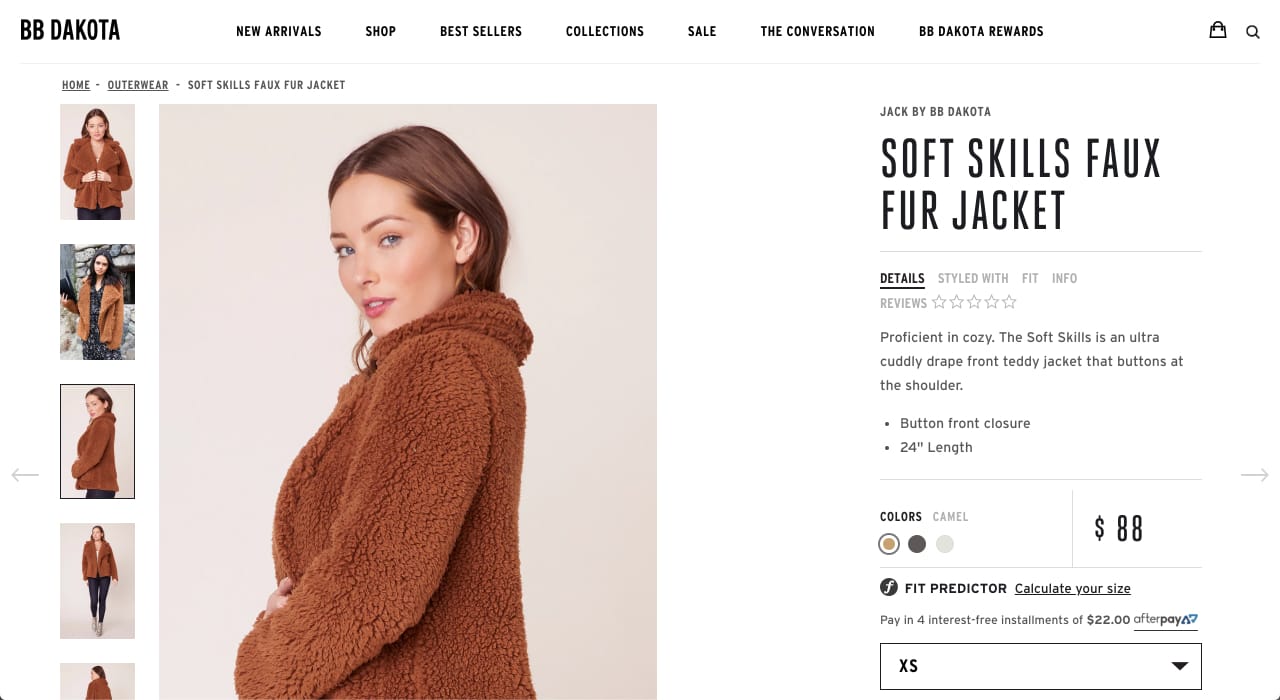 BB DAKOTA
NEW ARRIVALS SHOP BEST SELLERS COLLECTIONS SALE THE CONVERSATION BB DAKOTA REWARDS
HOME - OUTERWEAR - SOFT SKILLS FAUX FUR JACKET
JACK BY BB DAKOTA
SOFT SKILLS FAUX
FUR JACKET
DETAILS STYLED WITH FIT INFO
REVIEWS
Proficient in cozy. The Soft Skills is an ultra
cuddly drape front teddy jacket that buttons at
the shoulder.
• Button front closure
• 24" Length
COLORS CAMEL
$ 88
FIT PREDICTOR Calculate your size
Pay in 4 interest-free installments of $22.00 afterpay
XS